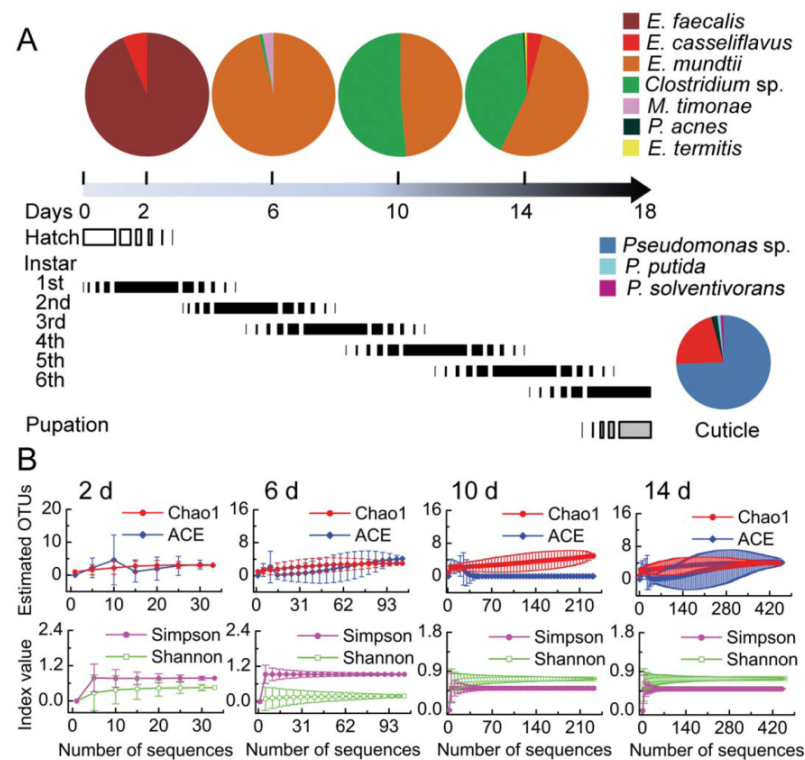 A
E. faecalis
E. casseliflavus
E. mundtii
Clostridium sp.
M. timonae
P. acnes
E. termitis
Days 0 2 6 10 14 18
Hatch
Instar
1st
2nd
3rd
4th
5th
6th
Pupation
Pseudomonas sp.
P. putida
P. solventivorans
Cuticle
B
2 d 6 d 10 d 14 d
Estimated OTUs
20
10
0
0 10 20 30
Chao1
ACE
16
8
0
0 31 62 93
Chao1
ACE
16
8
0
0 70 140 210
Chao1
ACE
16
8
0
0 140 280 420
Chao1
ACE
Index value
2.4
1.2
0.0
0 10 20 30
Simpson
Shannon
2.4
1.2
0.0
0 31 62 93
Simpson
Shannon
1.8
0.9
0.0
0 80 160 240
Simpson
Shannon
1.8
0.9
0.0
0 150 300 450
Simpson
Shannon
Number of sequences Number of sequences Number of sequences Number of sequences